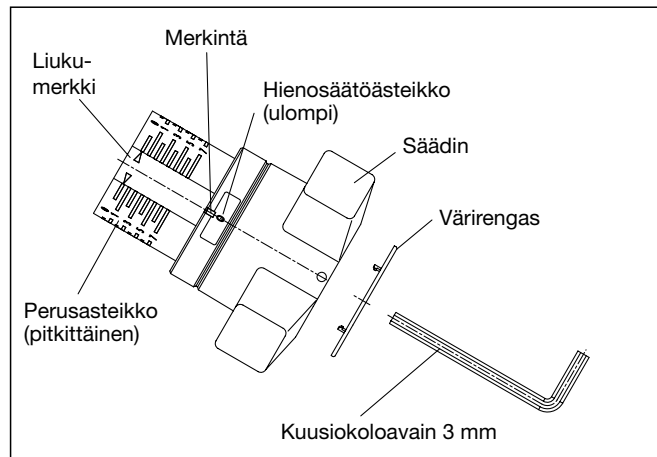 Merkintä
Liuku-
merkki
Hienosäätöasteikko
(ulompi)
Säädin
Värirengas
Perusasteikko
(pitkittäinen)
Kuusiokoloavain 3 mm